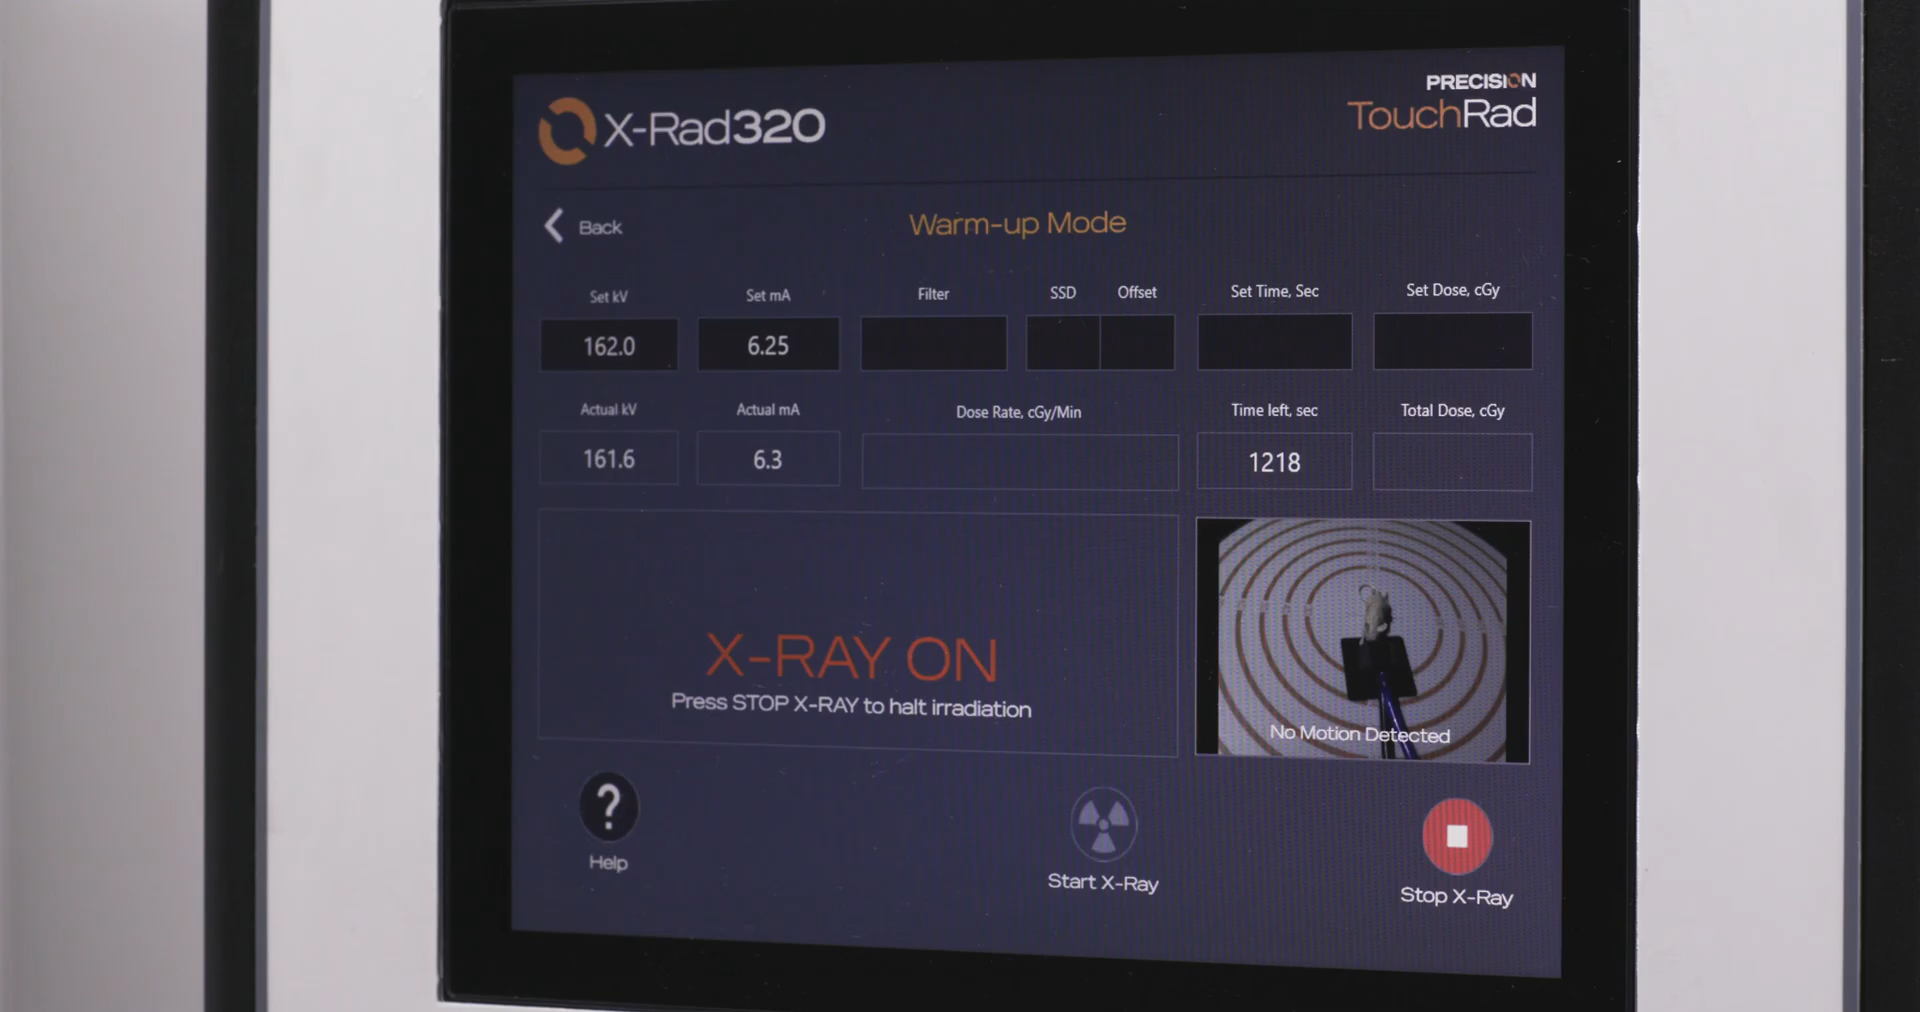 X-Rad320
PRECISION
TouchRad
Back
Warm-up Mode
Set kV
Set mA
Filter
SSD
Offset
Set Time, Sec
Set Dose, cGy
162.0
6.25
Actual kV
Actual mA
Dose Rate, cGy/Min
Time left, sec
Total Dose, cGy
161.6
6.3
1218
X-RAY ON
Press STOP X-RAY to halt irradiation
No Motion Detected
?
Help
Start X-Ray
Stop X-Ray